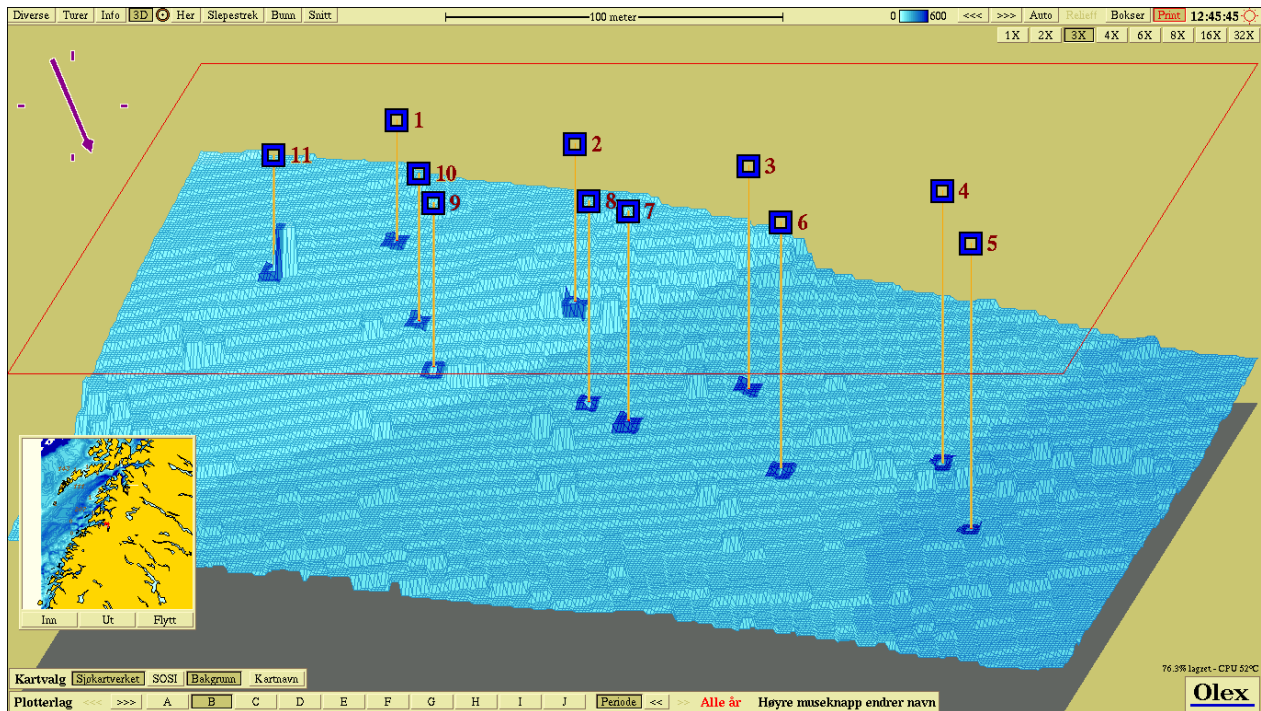 Diverse Turer Info 3D Her Slepestrek Bunn Snitt 100 meter 0 600 <<< >>> Auto Relieff Bokser Print 12:45:45
1X 2X 3X 4X 6X 8X 16X 32X
1
2
11
3
10
4
9
8
7
6
5
Inn Ut Flytt
76.3% lagret - CPU 52°C
Kartvalg Sjøkartverket SOSI Bakgrunn Kartnavn
Olex
Plotterlag <<< >>> A B C D E F G H I J Periode << >> Alle år Høyre museknapp endrer navn